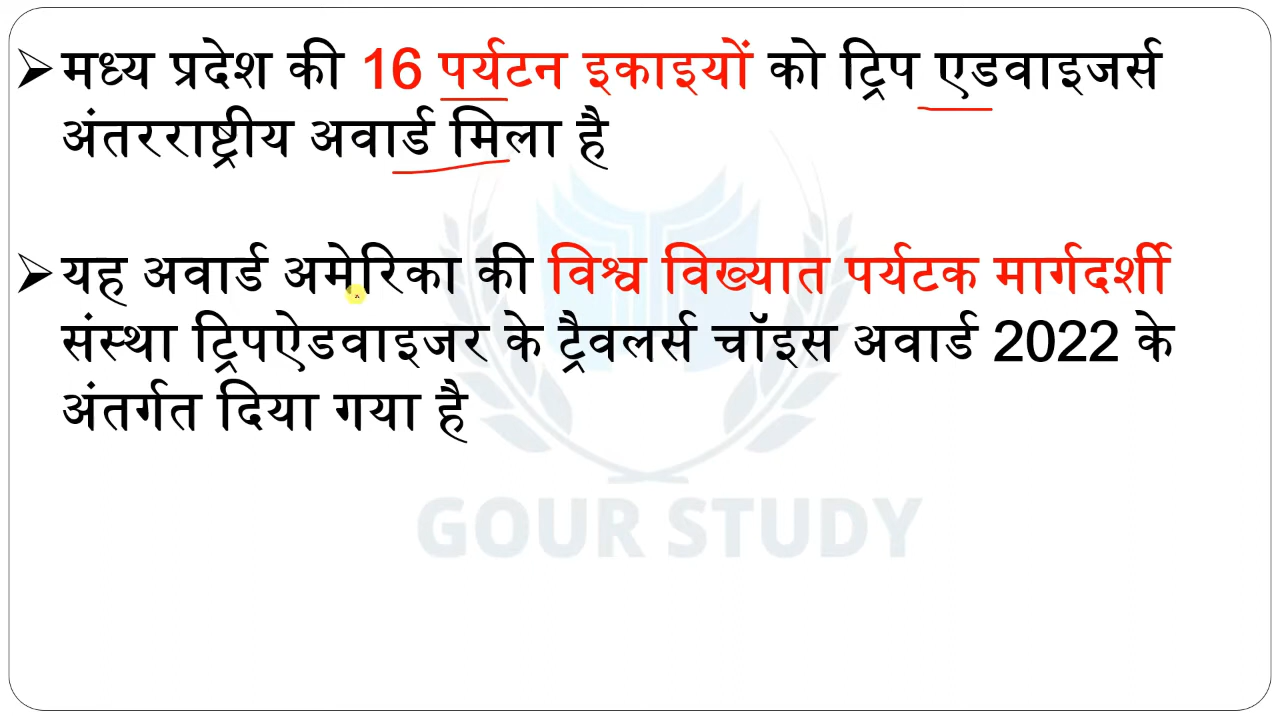 ➢ मध्य प्रदेश की 16 पर्यटन इकाइयों को ट्रिप एडवाइजर्स
अंतरराष्ट्रीय अवार्ड मिला है
➢ यह अवार्ड अमेरिका की विश्व विख्यात पर्यटक मार्गदर्शी
संस्था ट्रिपऐडवाइजर के ट्रैवलर्स चॉइस अवार्ड 2022 के
अंतर्गत दिया गया है
GOUR STUDY